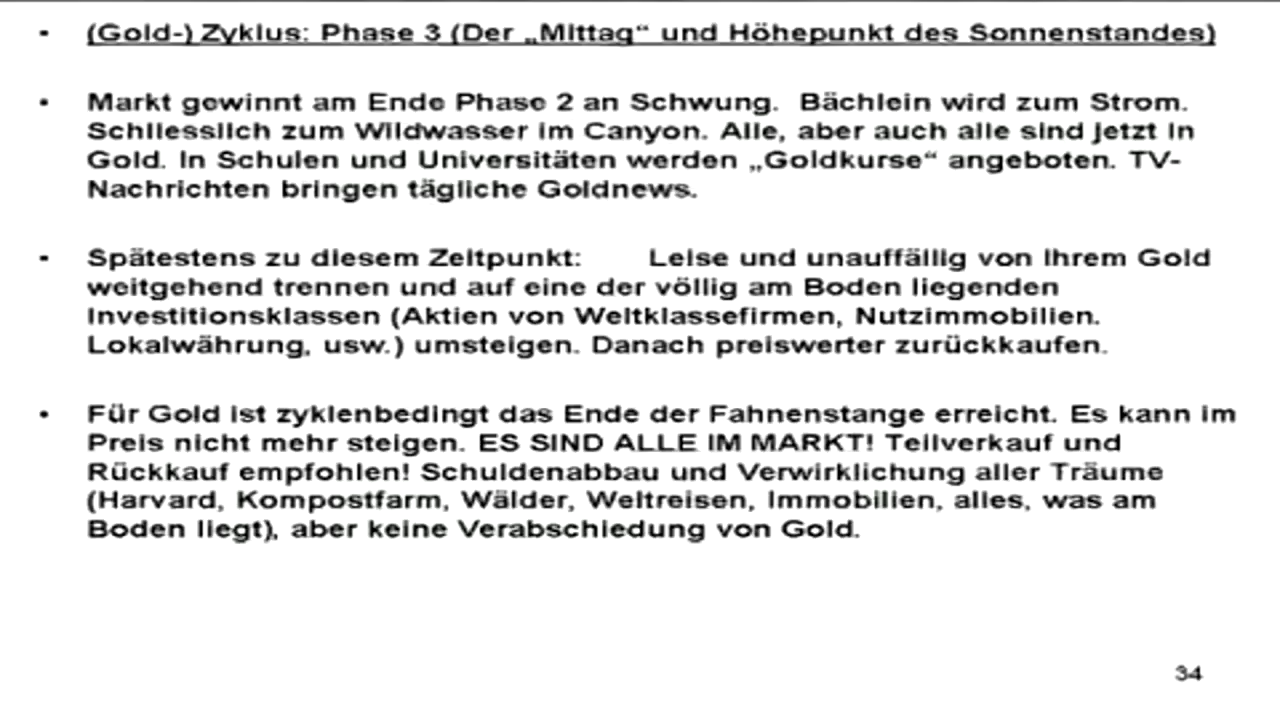 - (Gold-) Zyklus: Phase 3 (Der „Mittag“ und Höhepunkt des Sonnenstandes)
• Markt gewinnt am Ende Phase 2 an Schwung. Bächlein wird zum Strom.
Schliesslich zum Wildwasser im Canyon. Alle, aber auch alle sind jetzt in
Gold. In Schulen und Universitäten werden „Goldkurse“ angeboten. TV-
Nachrichten bringen tägliche Goldnews.
- Spätestens zu diesem Zeitpunkt: Leise und unauffällig von Ihrem Gold
weitgehend trennen und auf eine der völlig am Boden liegenden
Investitionsklassen (Aktien von Weltklassefirmen, Nutzimmobilien.
Lokalwährung, usw.) umsteigen. Danach preiswerter zurückkaufen.
• Für Gold ist zyklenbedingt das Ende der Fahnenstange erreicht. Es kann im
Preis nicht mehr steigen. ES SIND ALLE IM MARKT! Teilverkauf und
Rückkauf empfohlen! Schuldenabbau und Verwirklichung aller Träume
(Harvard, Kompostfarm, Wälder, Weltreisen, Immobilien, alles, was am
Boden liegt), aber keine Verabschiedung von Gold.
34